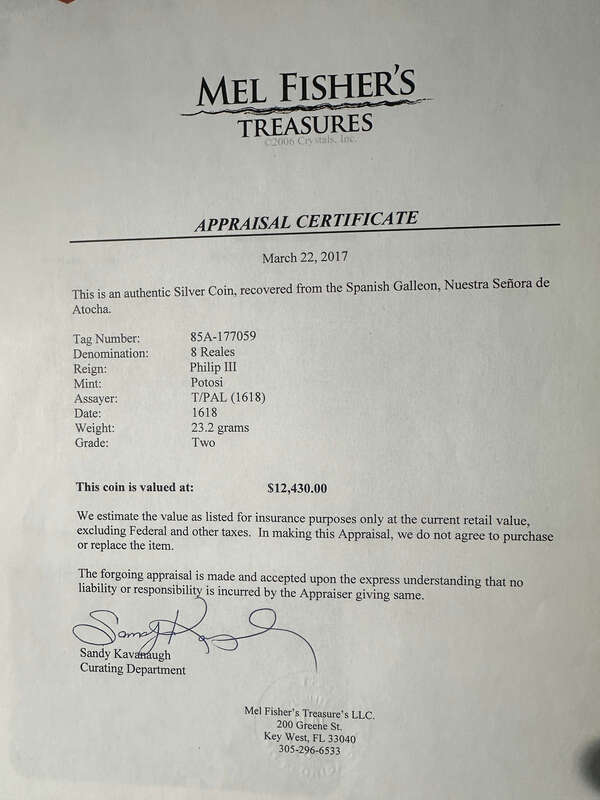 MEL FISHER'S
TREASURES
©2006 Crystals, Inc.
APPRAISAL CERTIFICATE
March 22, 2017
This is an authentic Silver Coin, recovered from the Spanish Galleon, Nuestra Señora de
Atocha.
Tag Number: 85A-177059
Denomination: 8 Reales
Reign: Philip III
Mint: Potosi
Assayer: T/PAL (1618)
Date: 1618
Weight: 23.2 grams
Grade: Two
This coin is valued at: $12,430.00
We estimate the value as listed for insurance purposes only at the current retail value,
excluding Federal and other taxes. In making this Appraisal, we do not agree to purchase
or replace the item.
The forgoing appraisal is made and accepted upon the express understanding that no
liability or responsibility is incurred by the Appraiser giving same.
Sandy Kavanaugh
Curating Department
Mel Fisher's Treasure's LLC.
200 Greene St.
Key West, FL 33040
305-296-6533